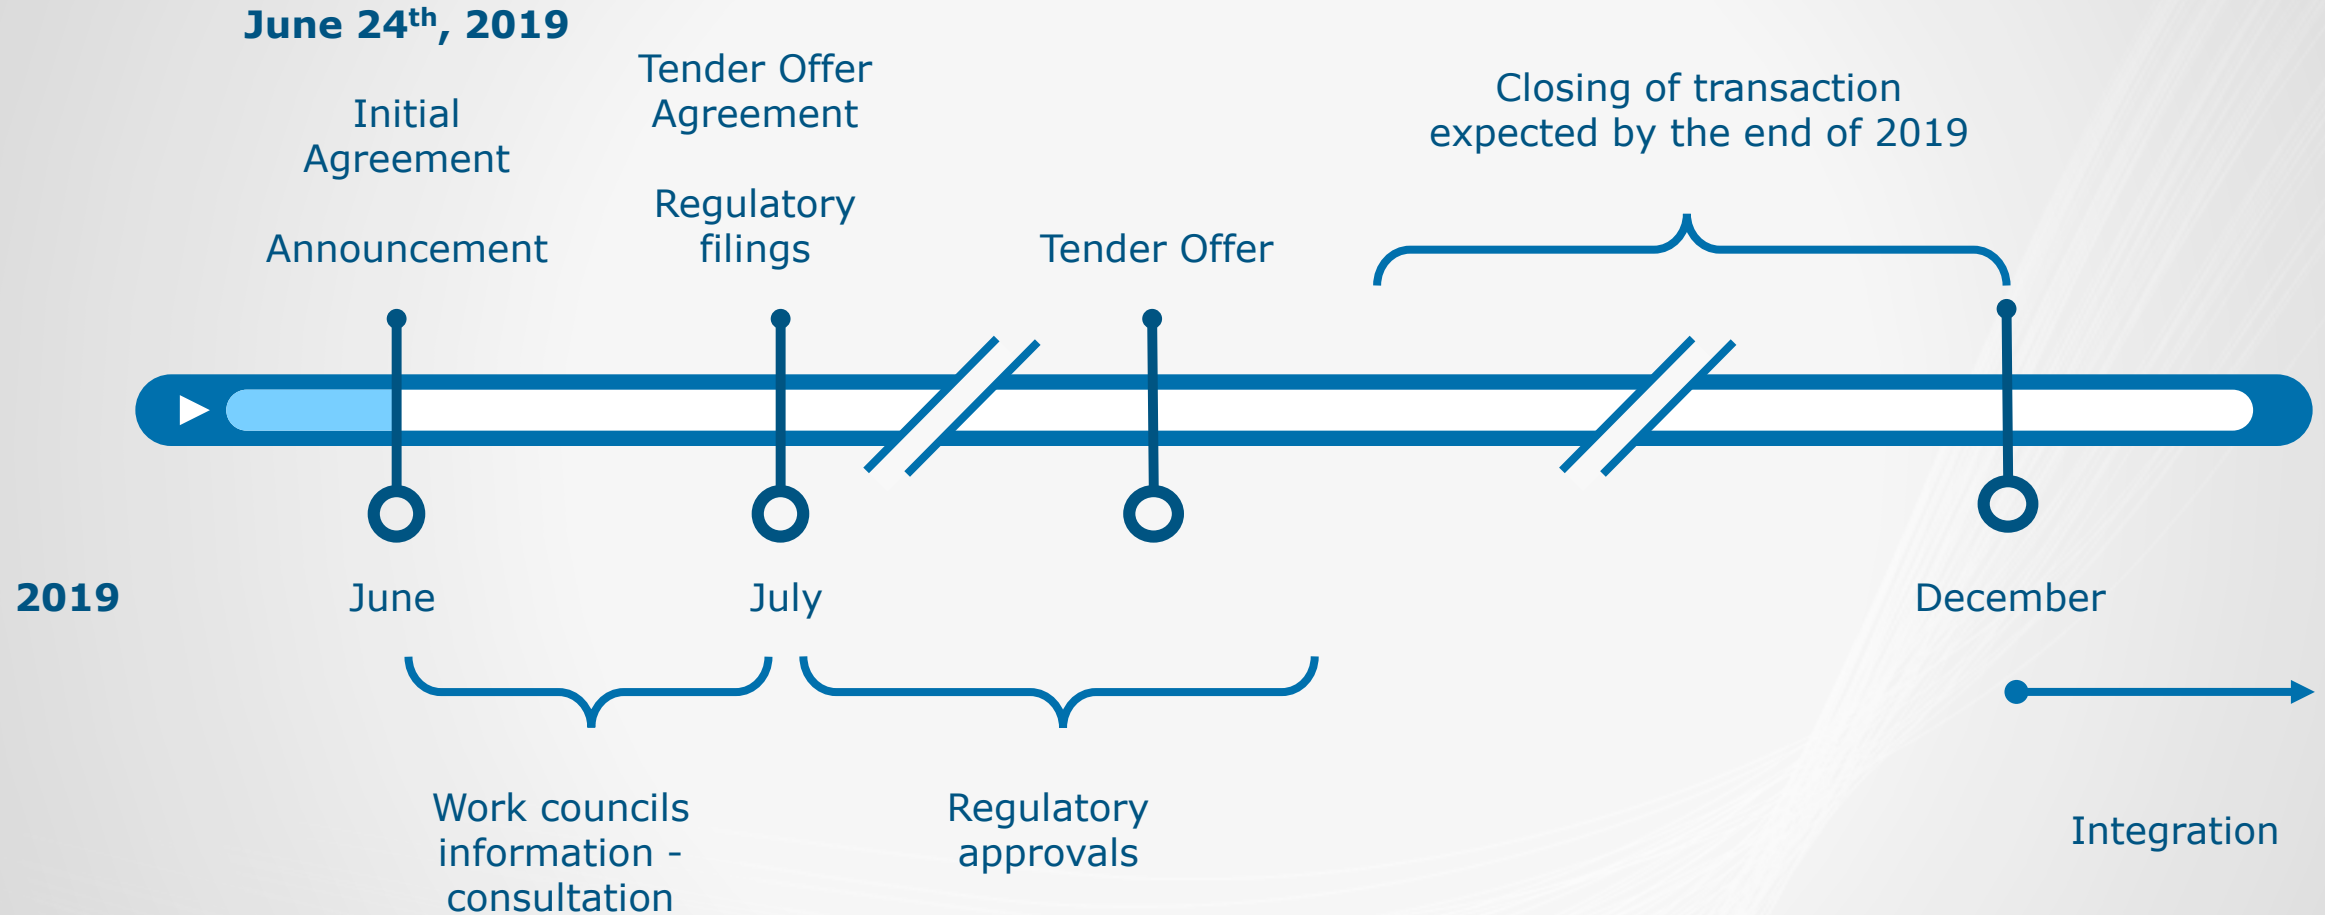 June 24th, 2019
Initial
Agreement
Announcement
Tender Offer
Agreement
Regulatory
filings
Tender Offer
Closing of transaction
expected by the end of 2019
2019
June
July
December
Work councils
information -
consultation
Regulatory
approvals
Integration